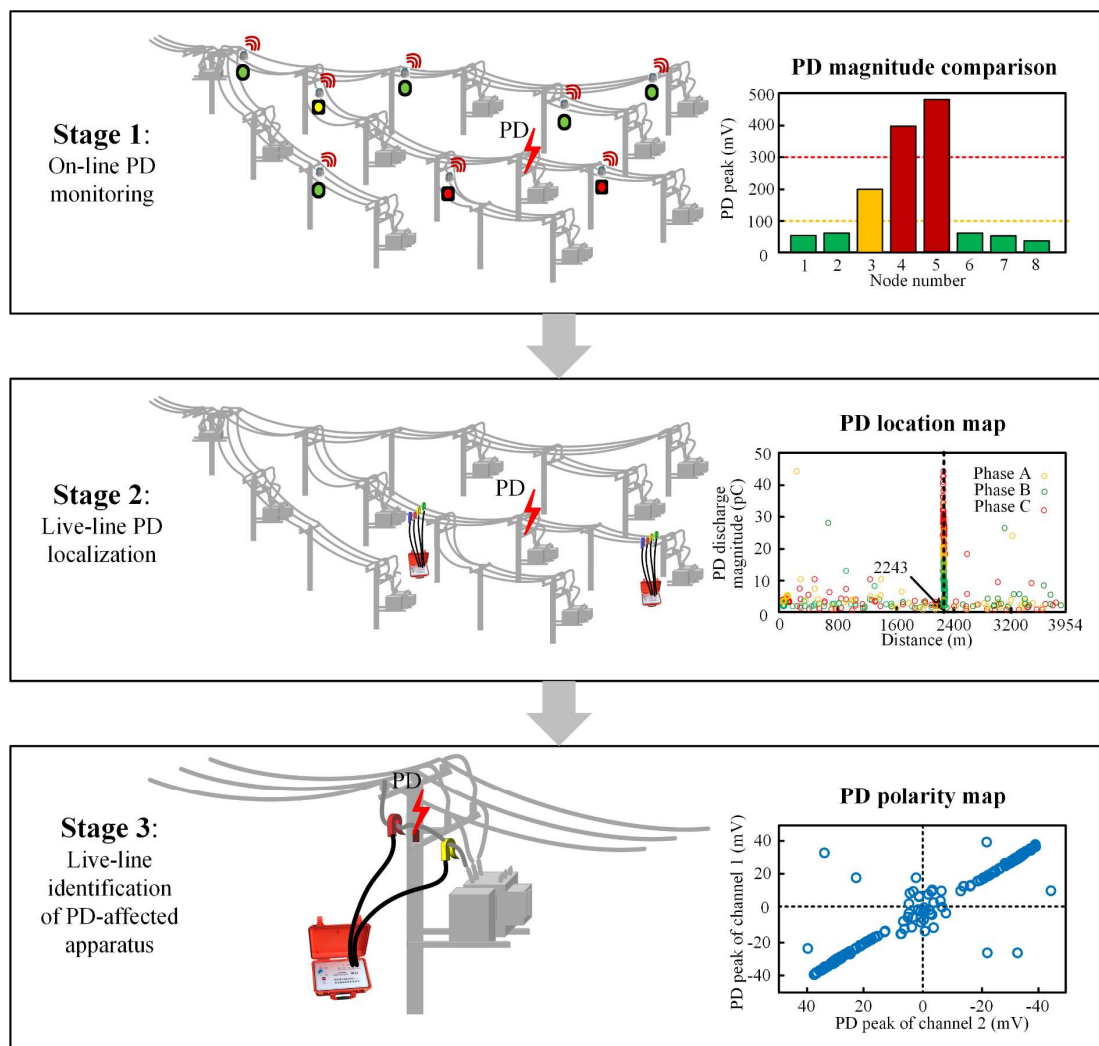 Stage 1:
On-line PD
monitoring
PD
PD magnitude comparison
PD peak (mV)
500
400
300
200
100
0
1 2 3 4 5 6 7 8
Node number
Stage 2:
Live-line PD
localization
PD
PD location map
PD discharge
magnitude (pC)
50
40
30
20
10
0
Phase A
Phase B
Phase C
2243
0 800 1600 2400 3200 3954
Distance (m)
Stage 3:
Live-line
identification
of PD-affected
apparatus
PD
PD polarity map
PD peak of channel 1 (mV)
40
20
0
-20
-40
40 20 0 -20 -40
PD peak of channel 2 (mV)